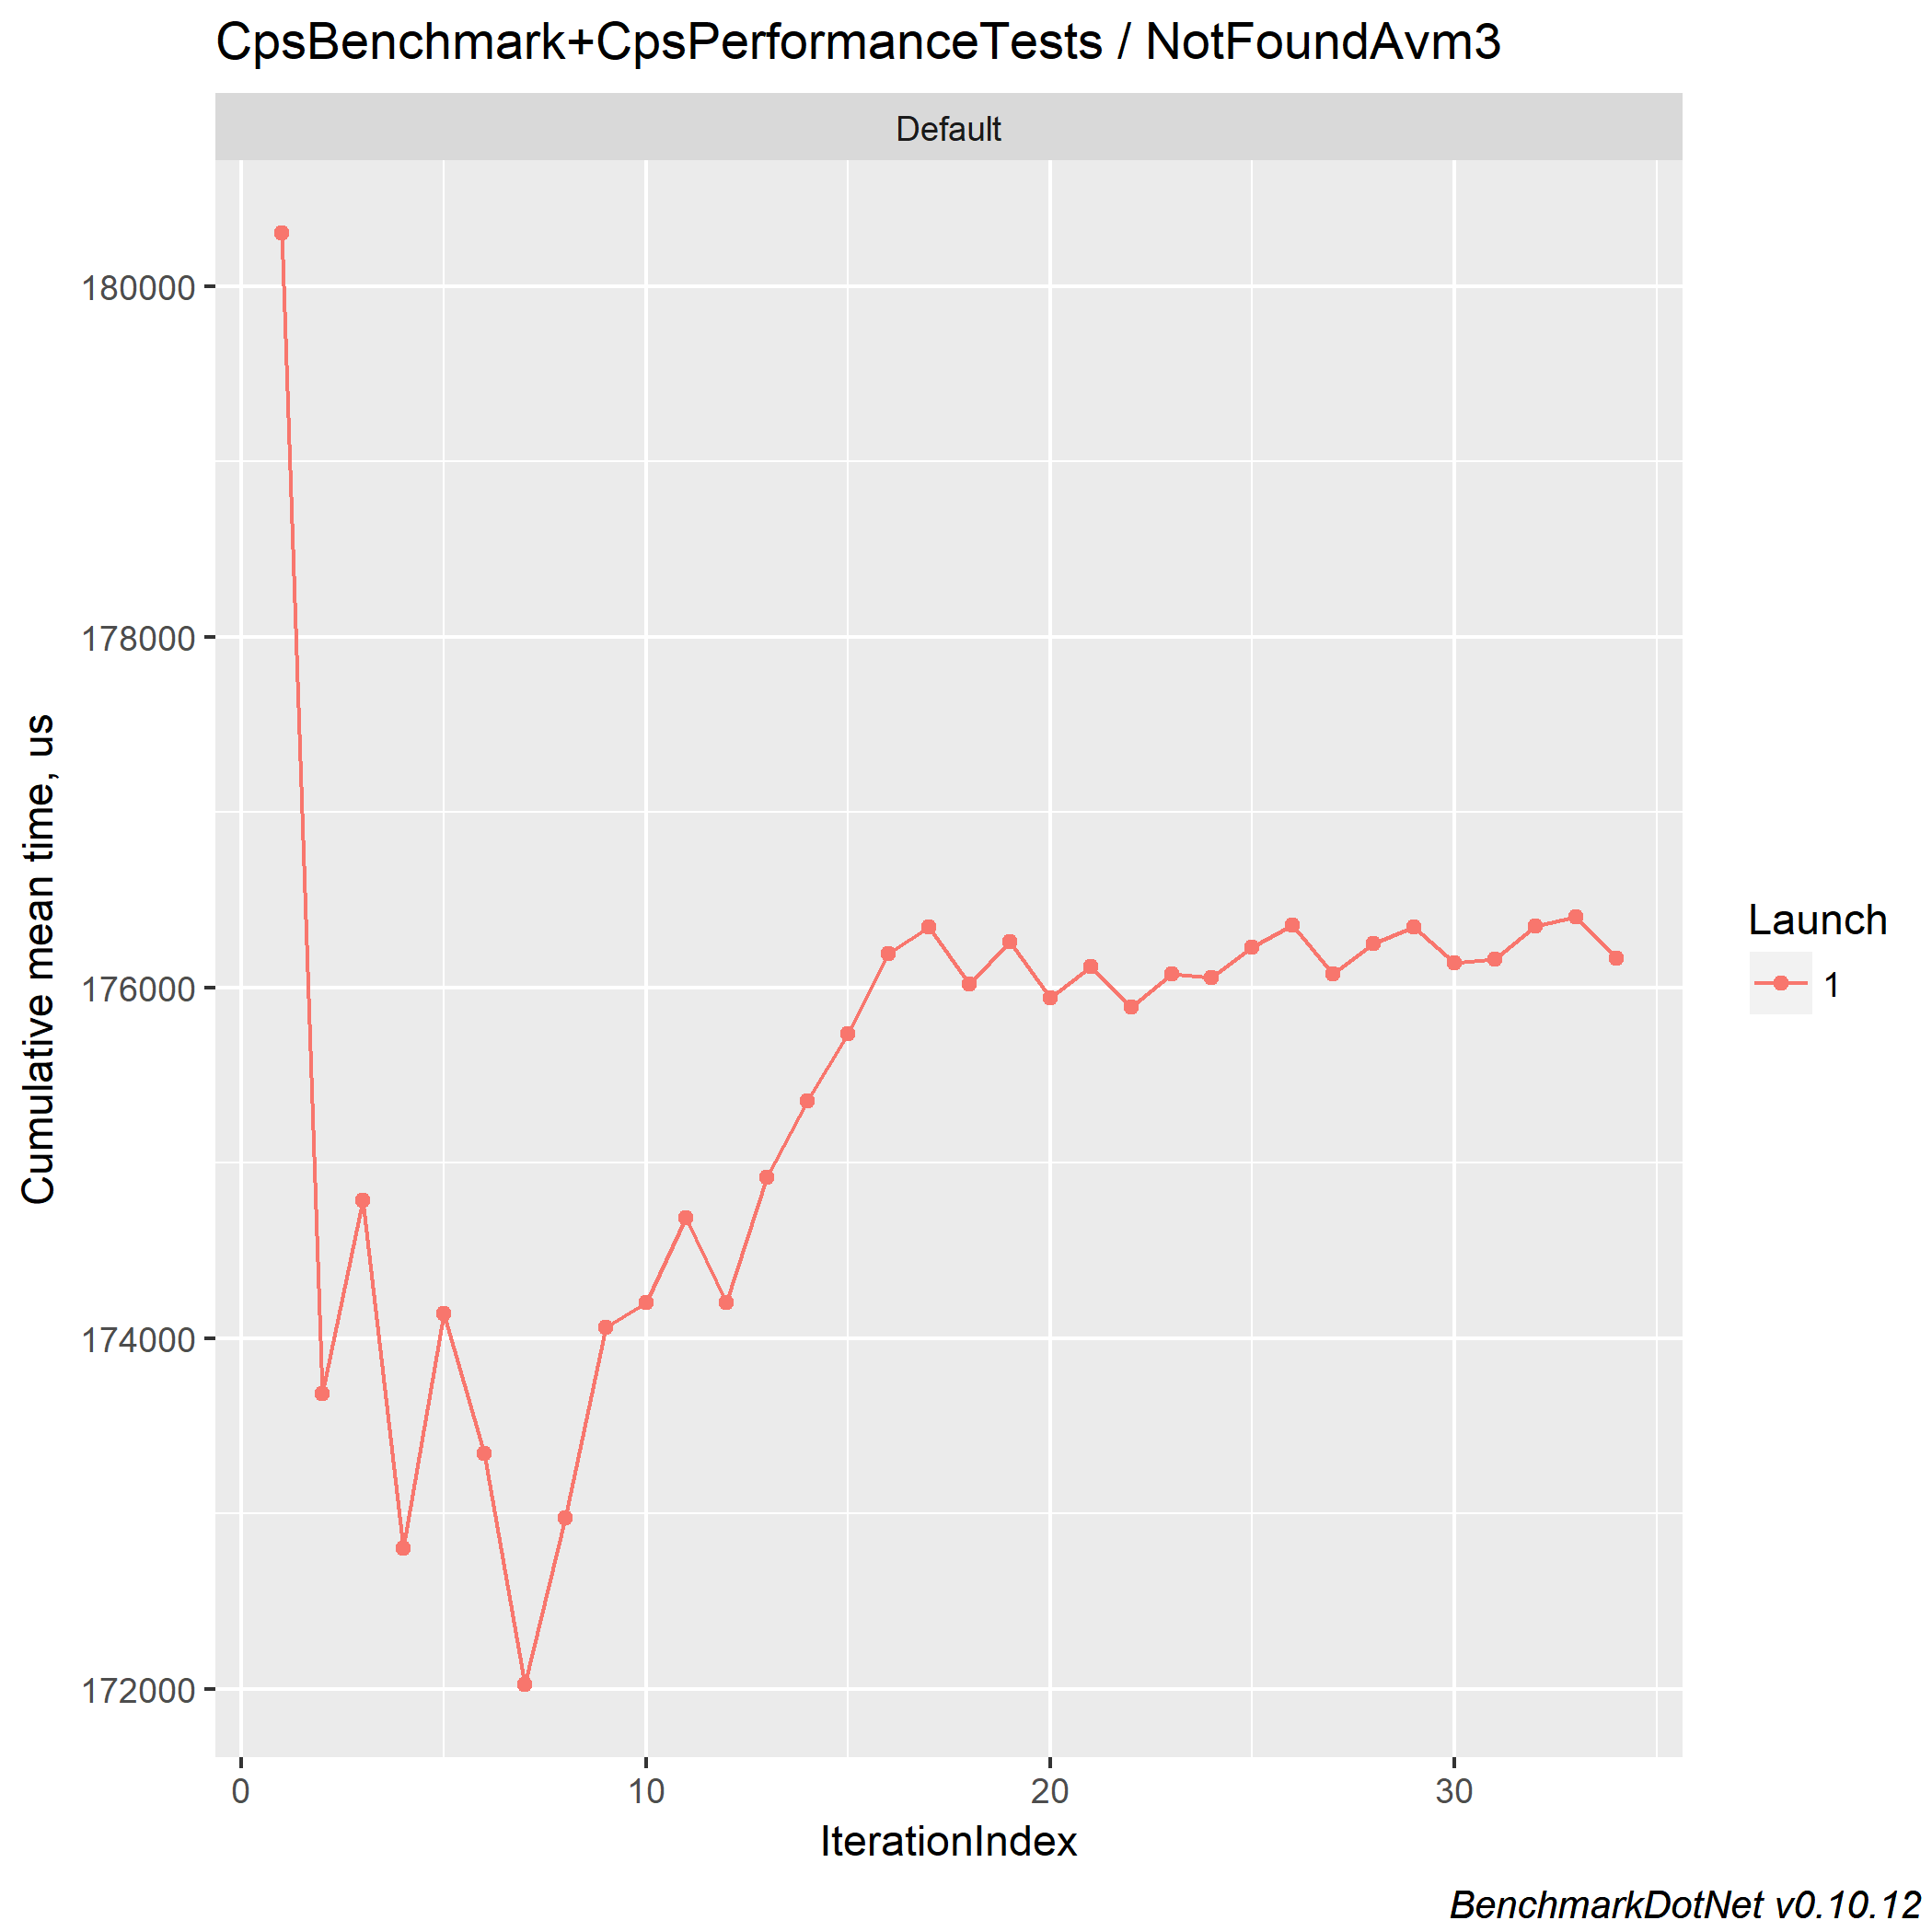 CpsBenchmark+CpsPerformanceTests / NotFoundAvm3
Default
180000
178000
176000
174000
172000
Cumulative mean time, us
0 10 20 30
IterationIndex
Launch
1
BenchmarkDotNet v0.10.12